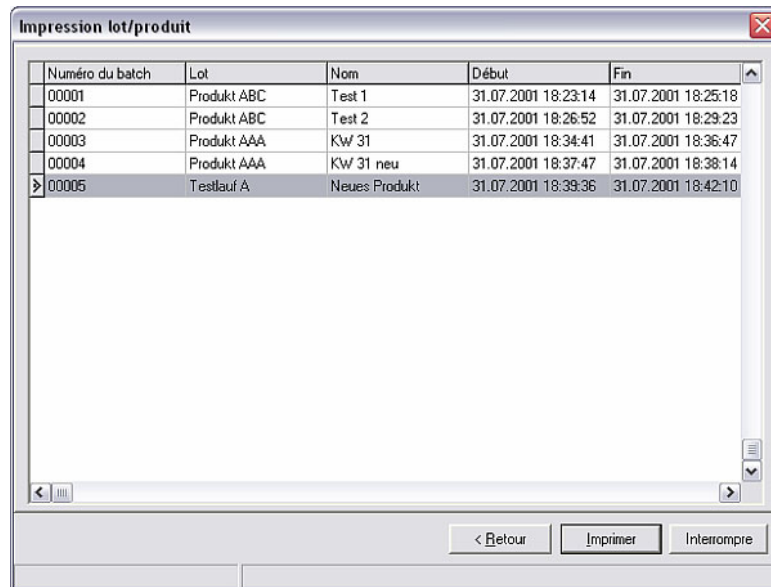 Impression lot/produit
Numéro du batch Lot Nom Début Fin
00001 Produkt ABC Test 1 31.07.2001 18:23:14 31.07.2001 18:25:18
00002 Produkt ABC Test 2 31.07.2001 18:26:52 31.07.2001 18:29:23
00003 Produkt AAA KW 31 31.07.2001 18:34:41 31.07.2001 18:36:47
00004 Produkt AAA KW 31 neu 31.07.2001 18:37:47 31.07.2001 18:38:14
00005 Testlauf A Neues Produkt 31.07.2001 18:39:36 31.07.2001 18:42:10
< Retour Imprimer Interrompre